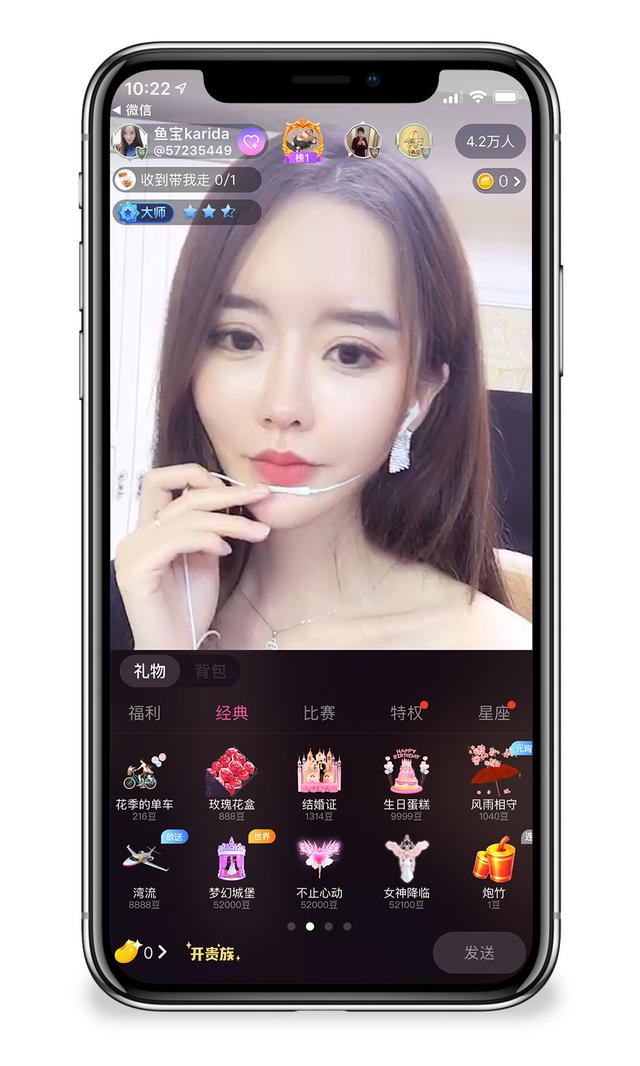 10:22
微信
鱼宝karida
@57235449
榜1
4.2万人
收到带我走 0/1
0
大师
礼物 背包
福利 经典 比赛 特权 星座
HAPPY BIRTHDAY
元宵
花季的单车 玫瑰花盒 结婚证 生日蛋糕 风雨相守
216豆 888豆 1314豆 9999豆 1040豆
放送 世界 连
湾流 梦幻城堡 不止心动 女神降临 炮竹
8888豆 52000豆 52000豆 52100豆 1豆
0 开贵族 发送